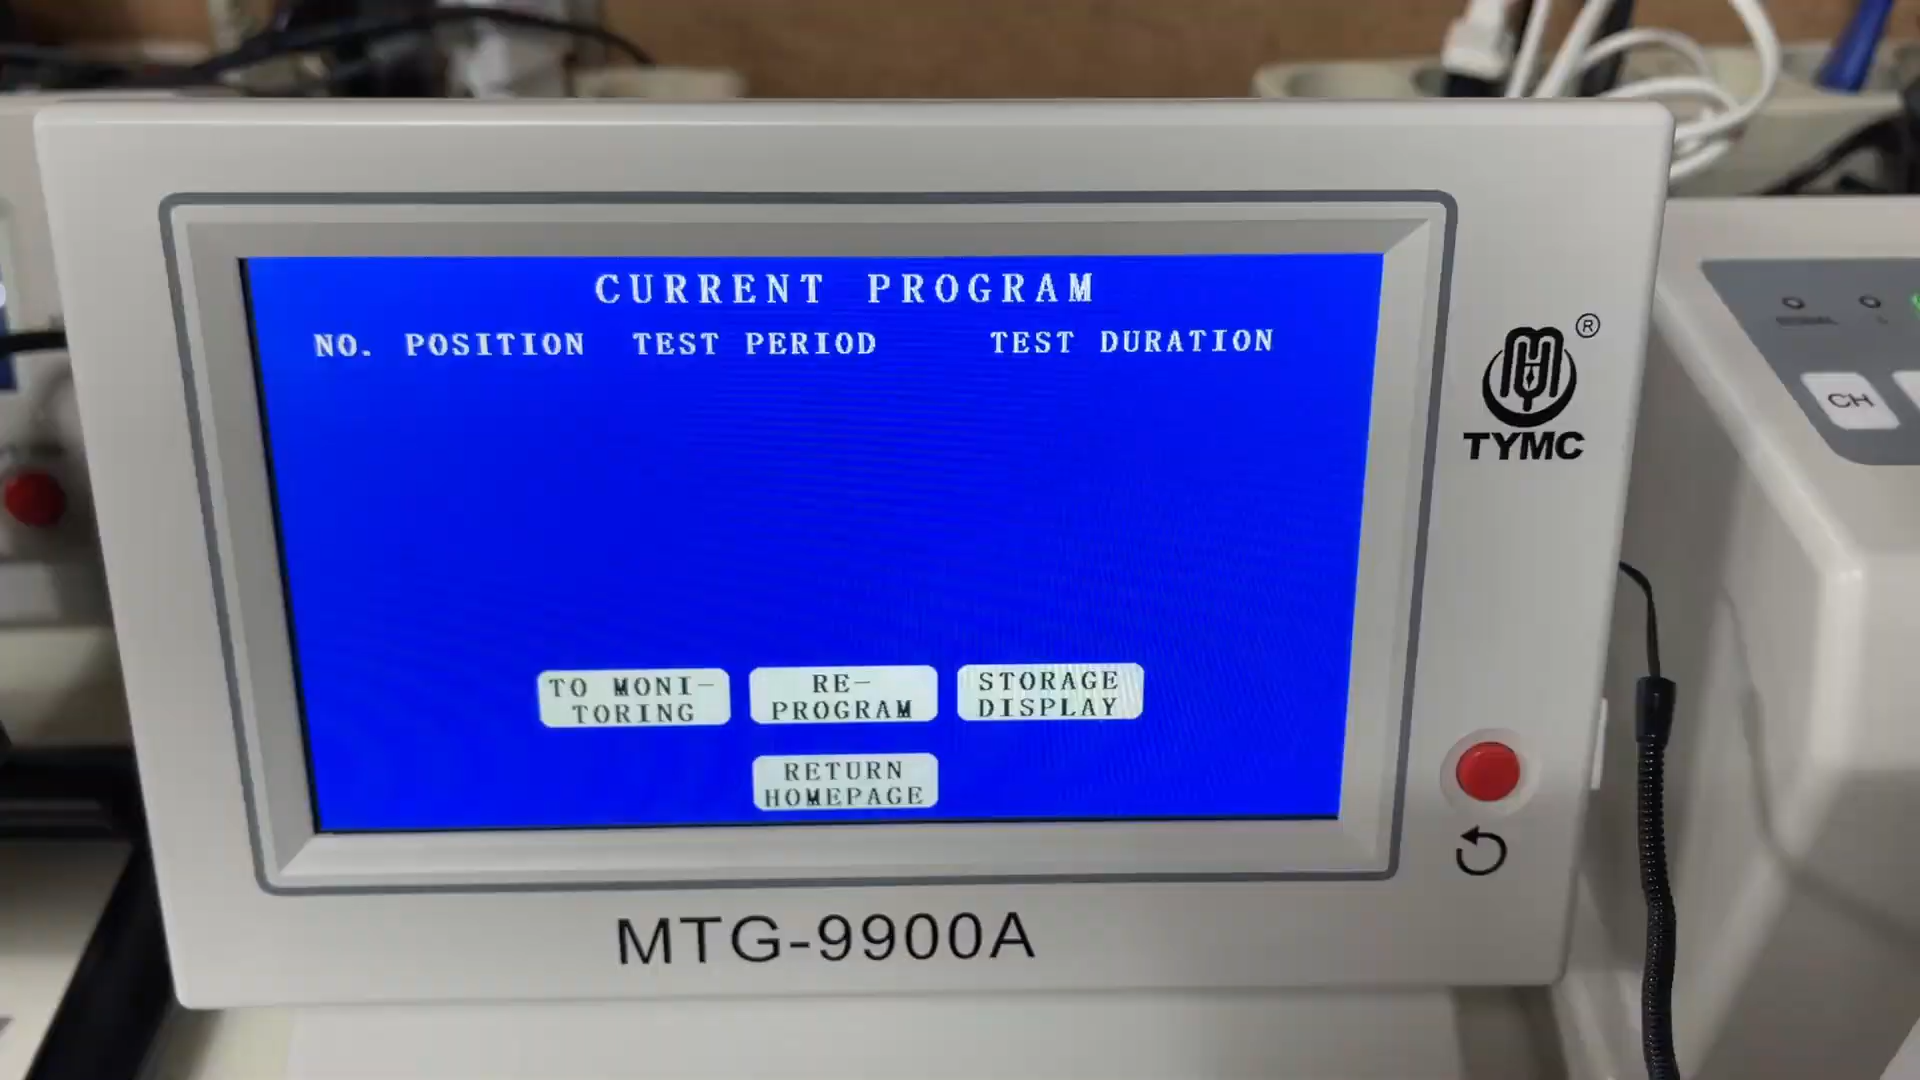 CURRENT PROGRAM
NO. POSITION TEST PERIOD TEST DURATION
TO MONI-
TORING
RE-
PROGRAM
STORAGE
DISPLAY
RETURN
HOMEPAGE
®
TYMC
CH
MTG-9900A